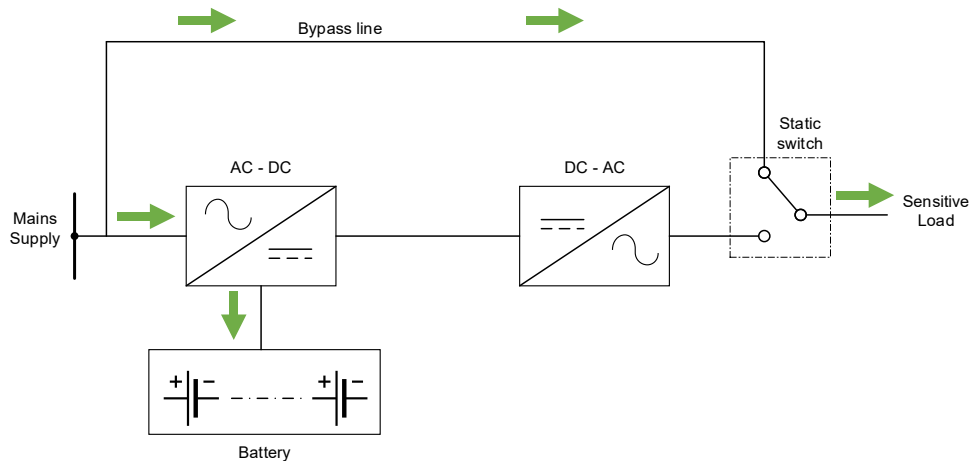 Bypass line
Static
switch
AC - DC
DC - AC
Mains
Supply
Sensitive
Load
+ − + −
Battery